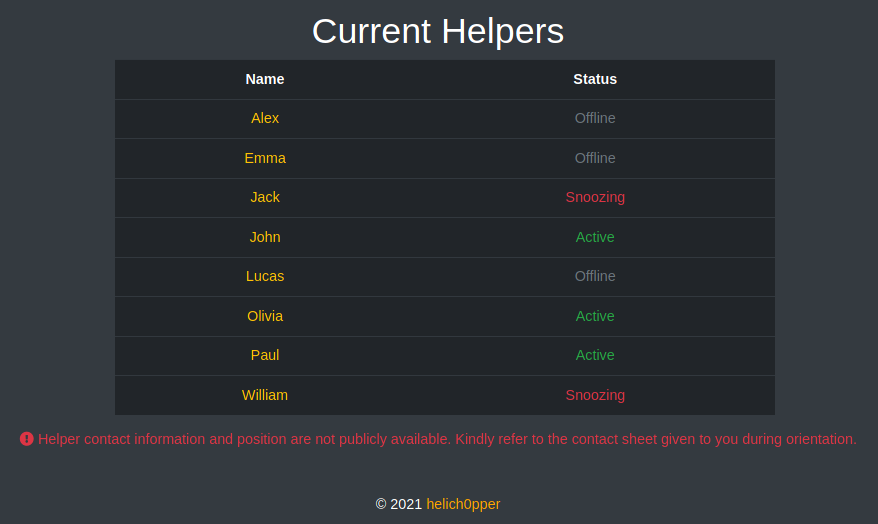 Current Helpers
Name Status
Alex Offline
Emma Offline
Jack Snoozing
John Active
Lucas Offline
Olivia Active
Paul Active
William Snoozing
Helper contact information and position are not publicly available. Kindly refer to the contact sheet given to you during orientation.
© 2021 helich0pper